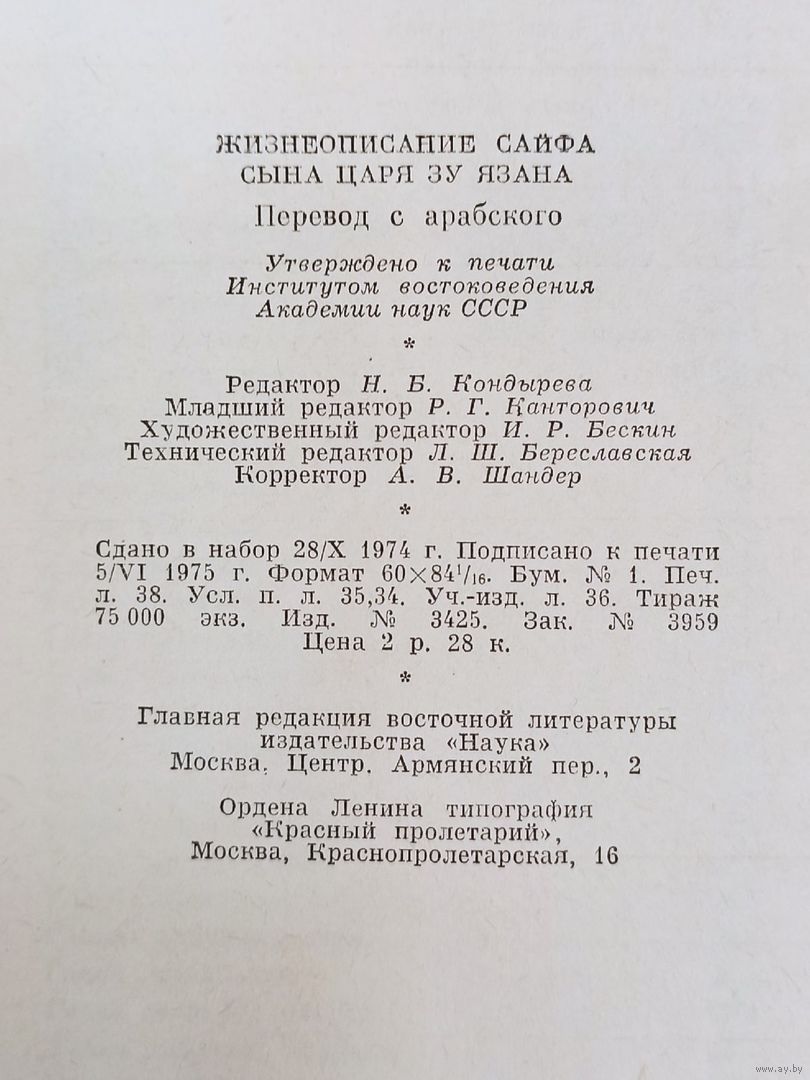 ЖИЗНЕОПИСАНИЕ САЙФА
СЫНА ЦАРЯ ЗУ ЯЗАНА
Перевод с арабского
Утверждено к печати
Институтом востоковедения
Академии наук СССР
*
Редактор Н. Б. Кондырева
Младший редактор Р. Г. Канторович
Художественный редактор И. Р. Бескин
Технический редактор Л. Ш. Береславская
Корректор А. В. Шандер
*
Сдано в набор 28/X 1974 г. Подписано к печати
5/VI 1975 г. Формат 60×84¹/₁₆. Бум. № 1. Печ.
л. 38. Усл. п. л. 35,34. Уч.-изд. л. 36. Тираж
75 000 экз. Изд. № 3425. Зак. № 3959
Цена 2 р. 28 к.
*
Главная редакция восточной литературы
издательства «Наука»
Москва, Центр, Армянский пер., 2
Ордена Ленина типография
«Красный пролетарий»,
Москва, Краснопролетарская, 16
www.ay.by